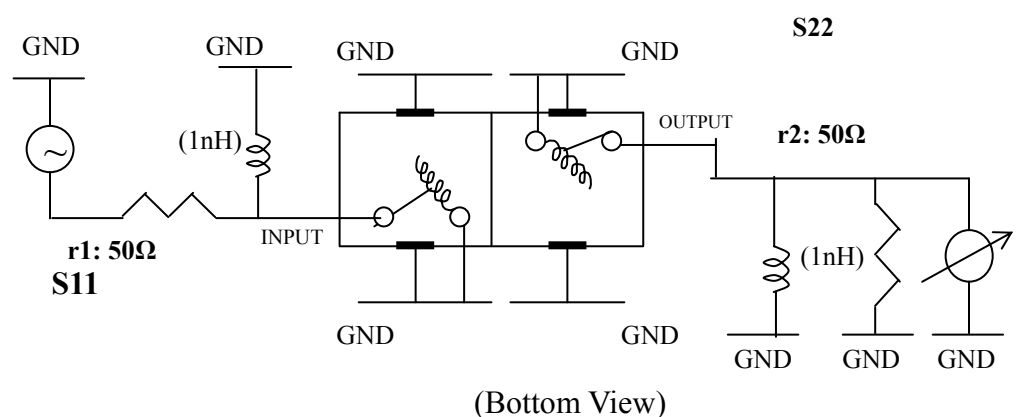 S22
GND
GND
GND
GND
(1nH)
OUTPUT
r2: 50Ω
INPUT
r1: 50Ω
S11
(1nH)
GND
GND
GND
GND
GND
(Bottom View)